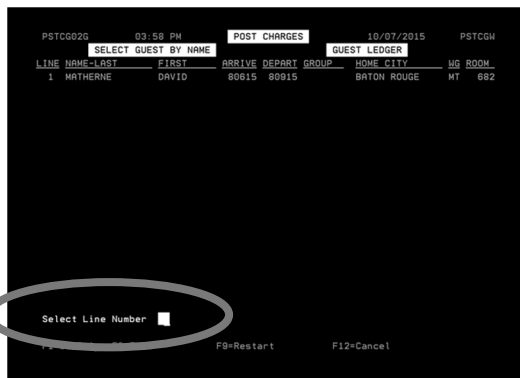 PSTCG02G 03:58 PM POST CHARGES 10/07/2015 PSTCGW
SELECT GUEST BY NAME GUEST LEDGER
LINE NAME-LAST FIRST ARRIVE DEPART GROUP HOME CITY WG ROOM
1 MATHERNE DAVID 80615 80915 BATON ROUGE MT 682
Select Line Number
F9=Restart F12=Cancel